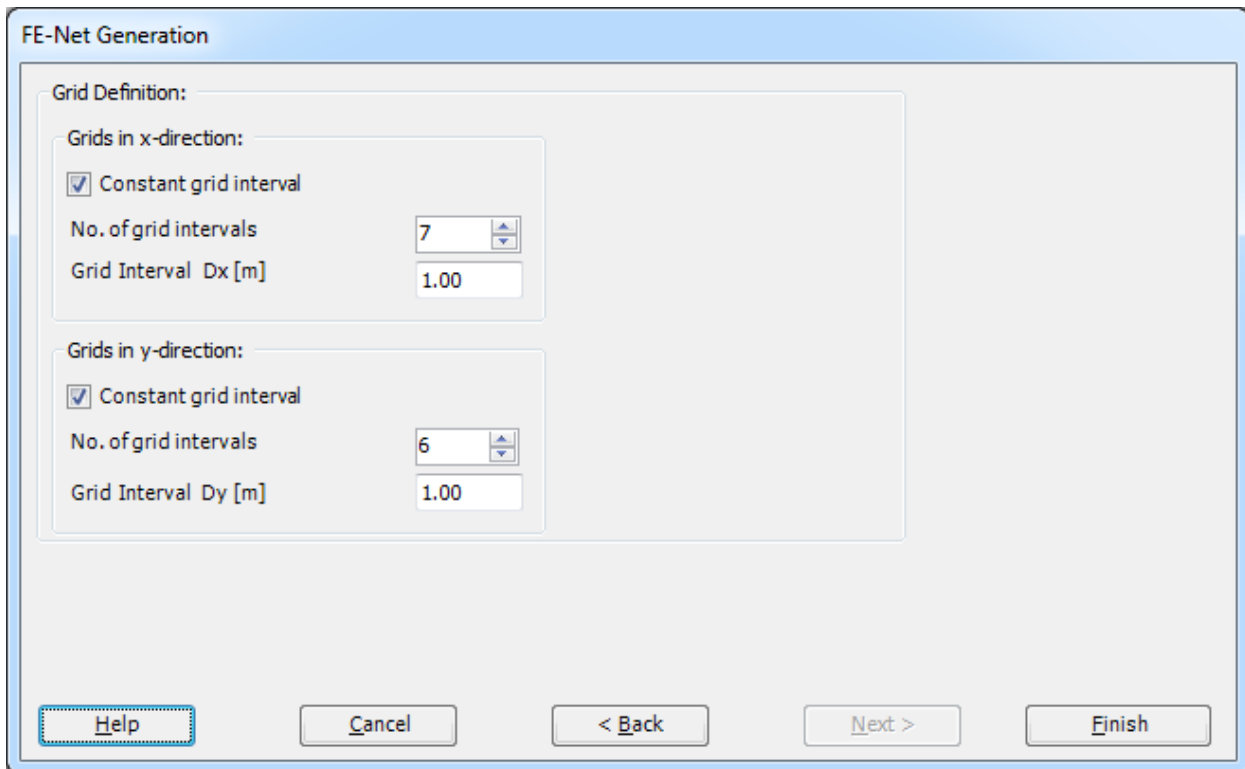 FE-Net Generation
Grid Definition:
Grids in x-direction:
Constant grid interval
No. of grid intervals 7
Grid Interval Dx [m] 1.00
Grids in y-direction:
Constant grid interval
No. of grid intervals 6
Grid Interval Dy [m] 1.00
Help Cancel < Back Next > Finish